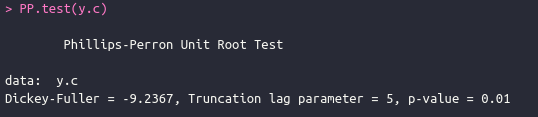 > PP.test(y.c)
Phillips-Perron Unit Root Test
data:  y.c
Dickey-Fuller = -9.2367, Truncation lag parameter = 5, p-value = 0.01